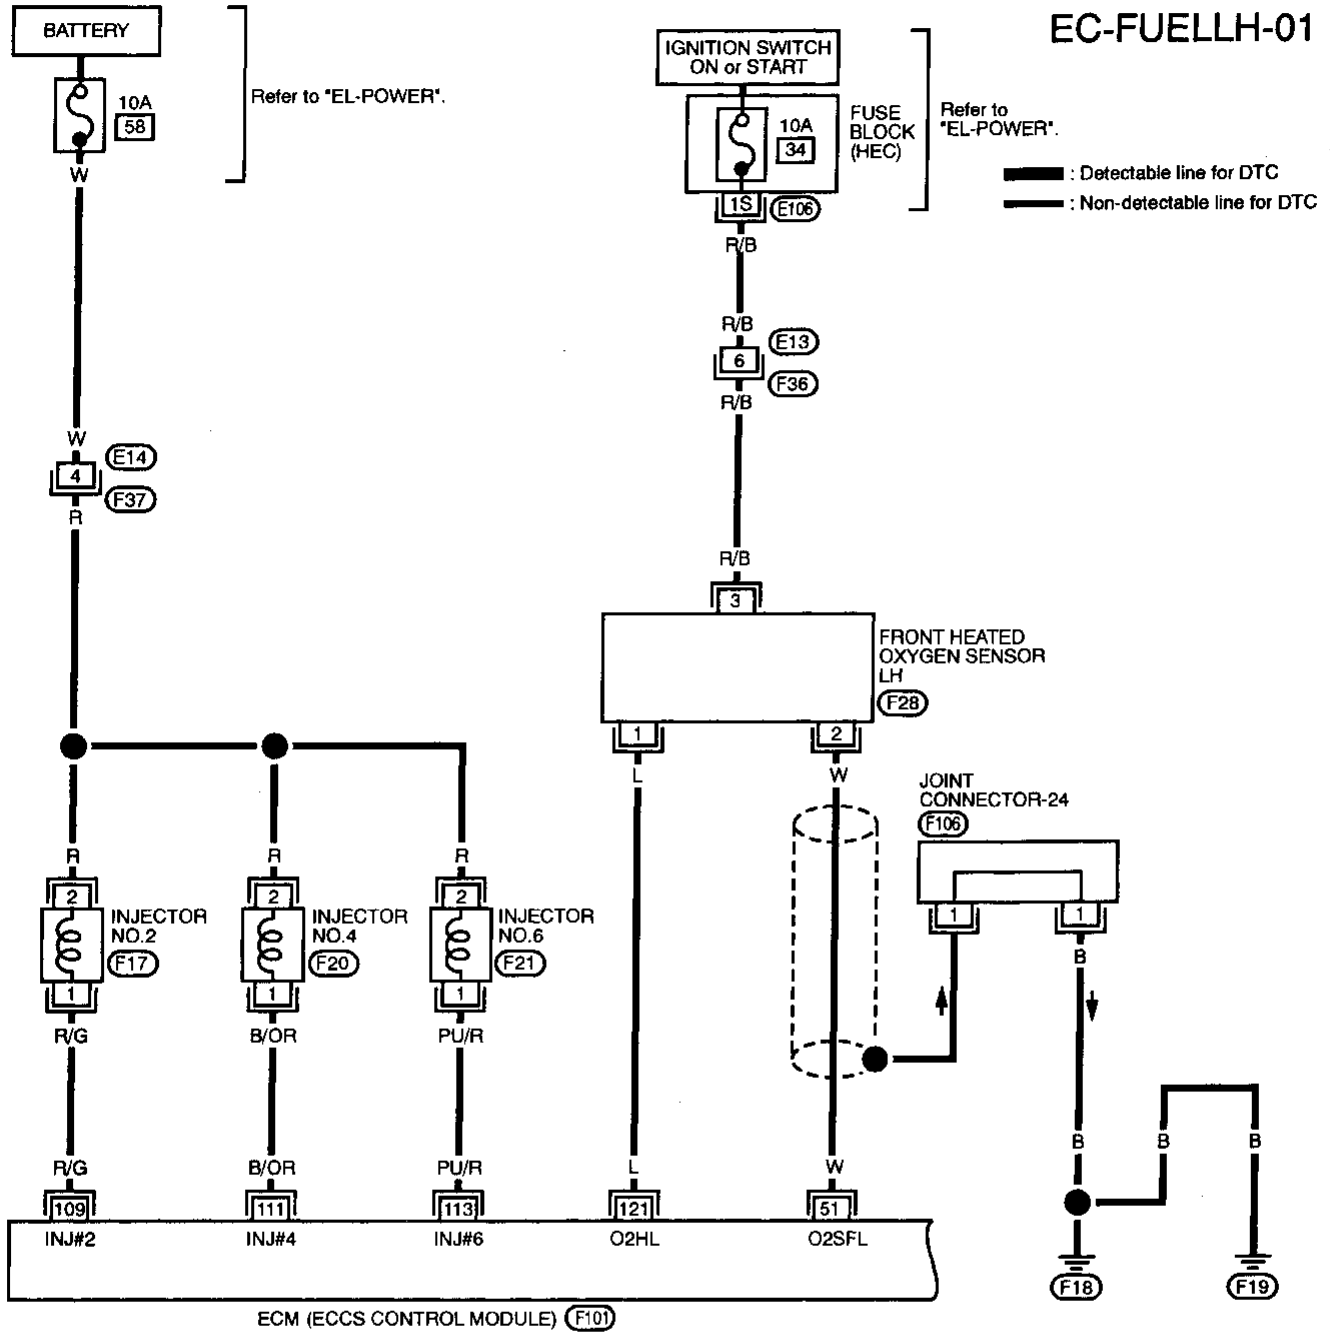 EC-FUELLH-01
BATTERY
10A
58
Refer to "EL-POWER".
W
W
4
E14
F37
R
IGNITION SWITCH
ON or START
10A
34
FUSE
BLOCK
(HEC)
Refer to
"EL-POWER".
1S
E106
R/B
R/B
6
E13
F36
R/B
R/B
3
: Detectable line for DTC
: Non-detectable line for DTC
FRONT HEATED
OXYGEN SENSOR
LH
F28
1
2
L
W
JOINT
CONNECTOR-24
F106
1
1
B
R
R
R
2
2
2
INJECTOR
NO.2
F17
INJECTOR
NO.4
F20
INJECTOR
NO.6
F21
1
1
1
R/G
B/OR
PU/R
R/G
B/OR
PU/R
L
W
B
B
B
109
111
113
121
51
INJ#2
INJ#4
INJ#6
O2HL
O2SFL
F18
F19
ECM (ECCS CONTROL MODULE)
F101